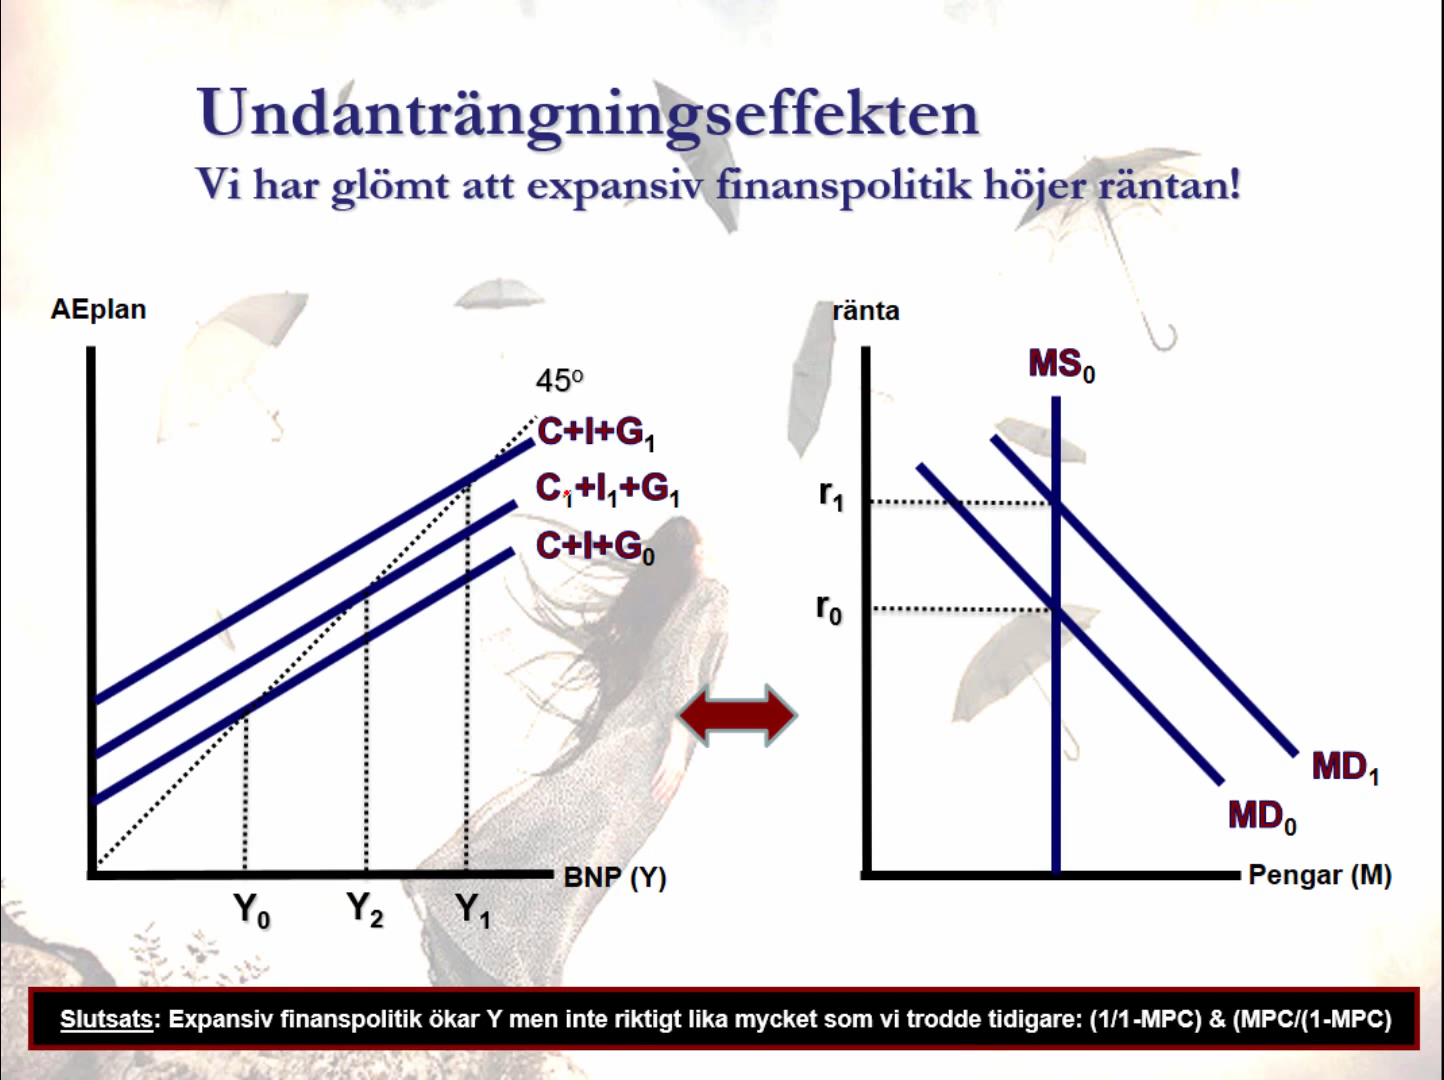 Undanträngningseffekten
Vi har glömt att expansiv finanspolitik höjer räntan!
AEplan
45º
C+I+G₁
C₁+I₁+G₁
C+I+G₀
Y₀
Y₂
Y₁
BNP (Y)
ränta
MS₀
r₁
r₀
MD₁
MD₀
Pengar (M)
Slutsats: Expansiv finanspolitik ökar Y men inte riktigt lika mycket som vi trodde tidigare: (1/1-MPC) & (MPC/(1-MPC)